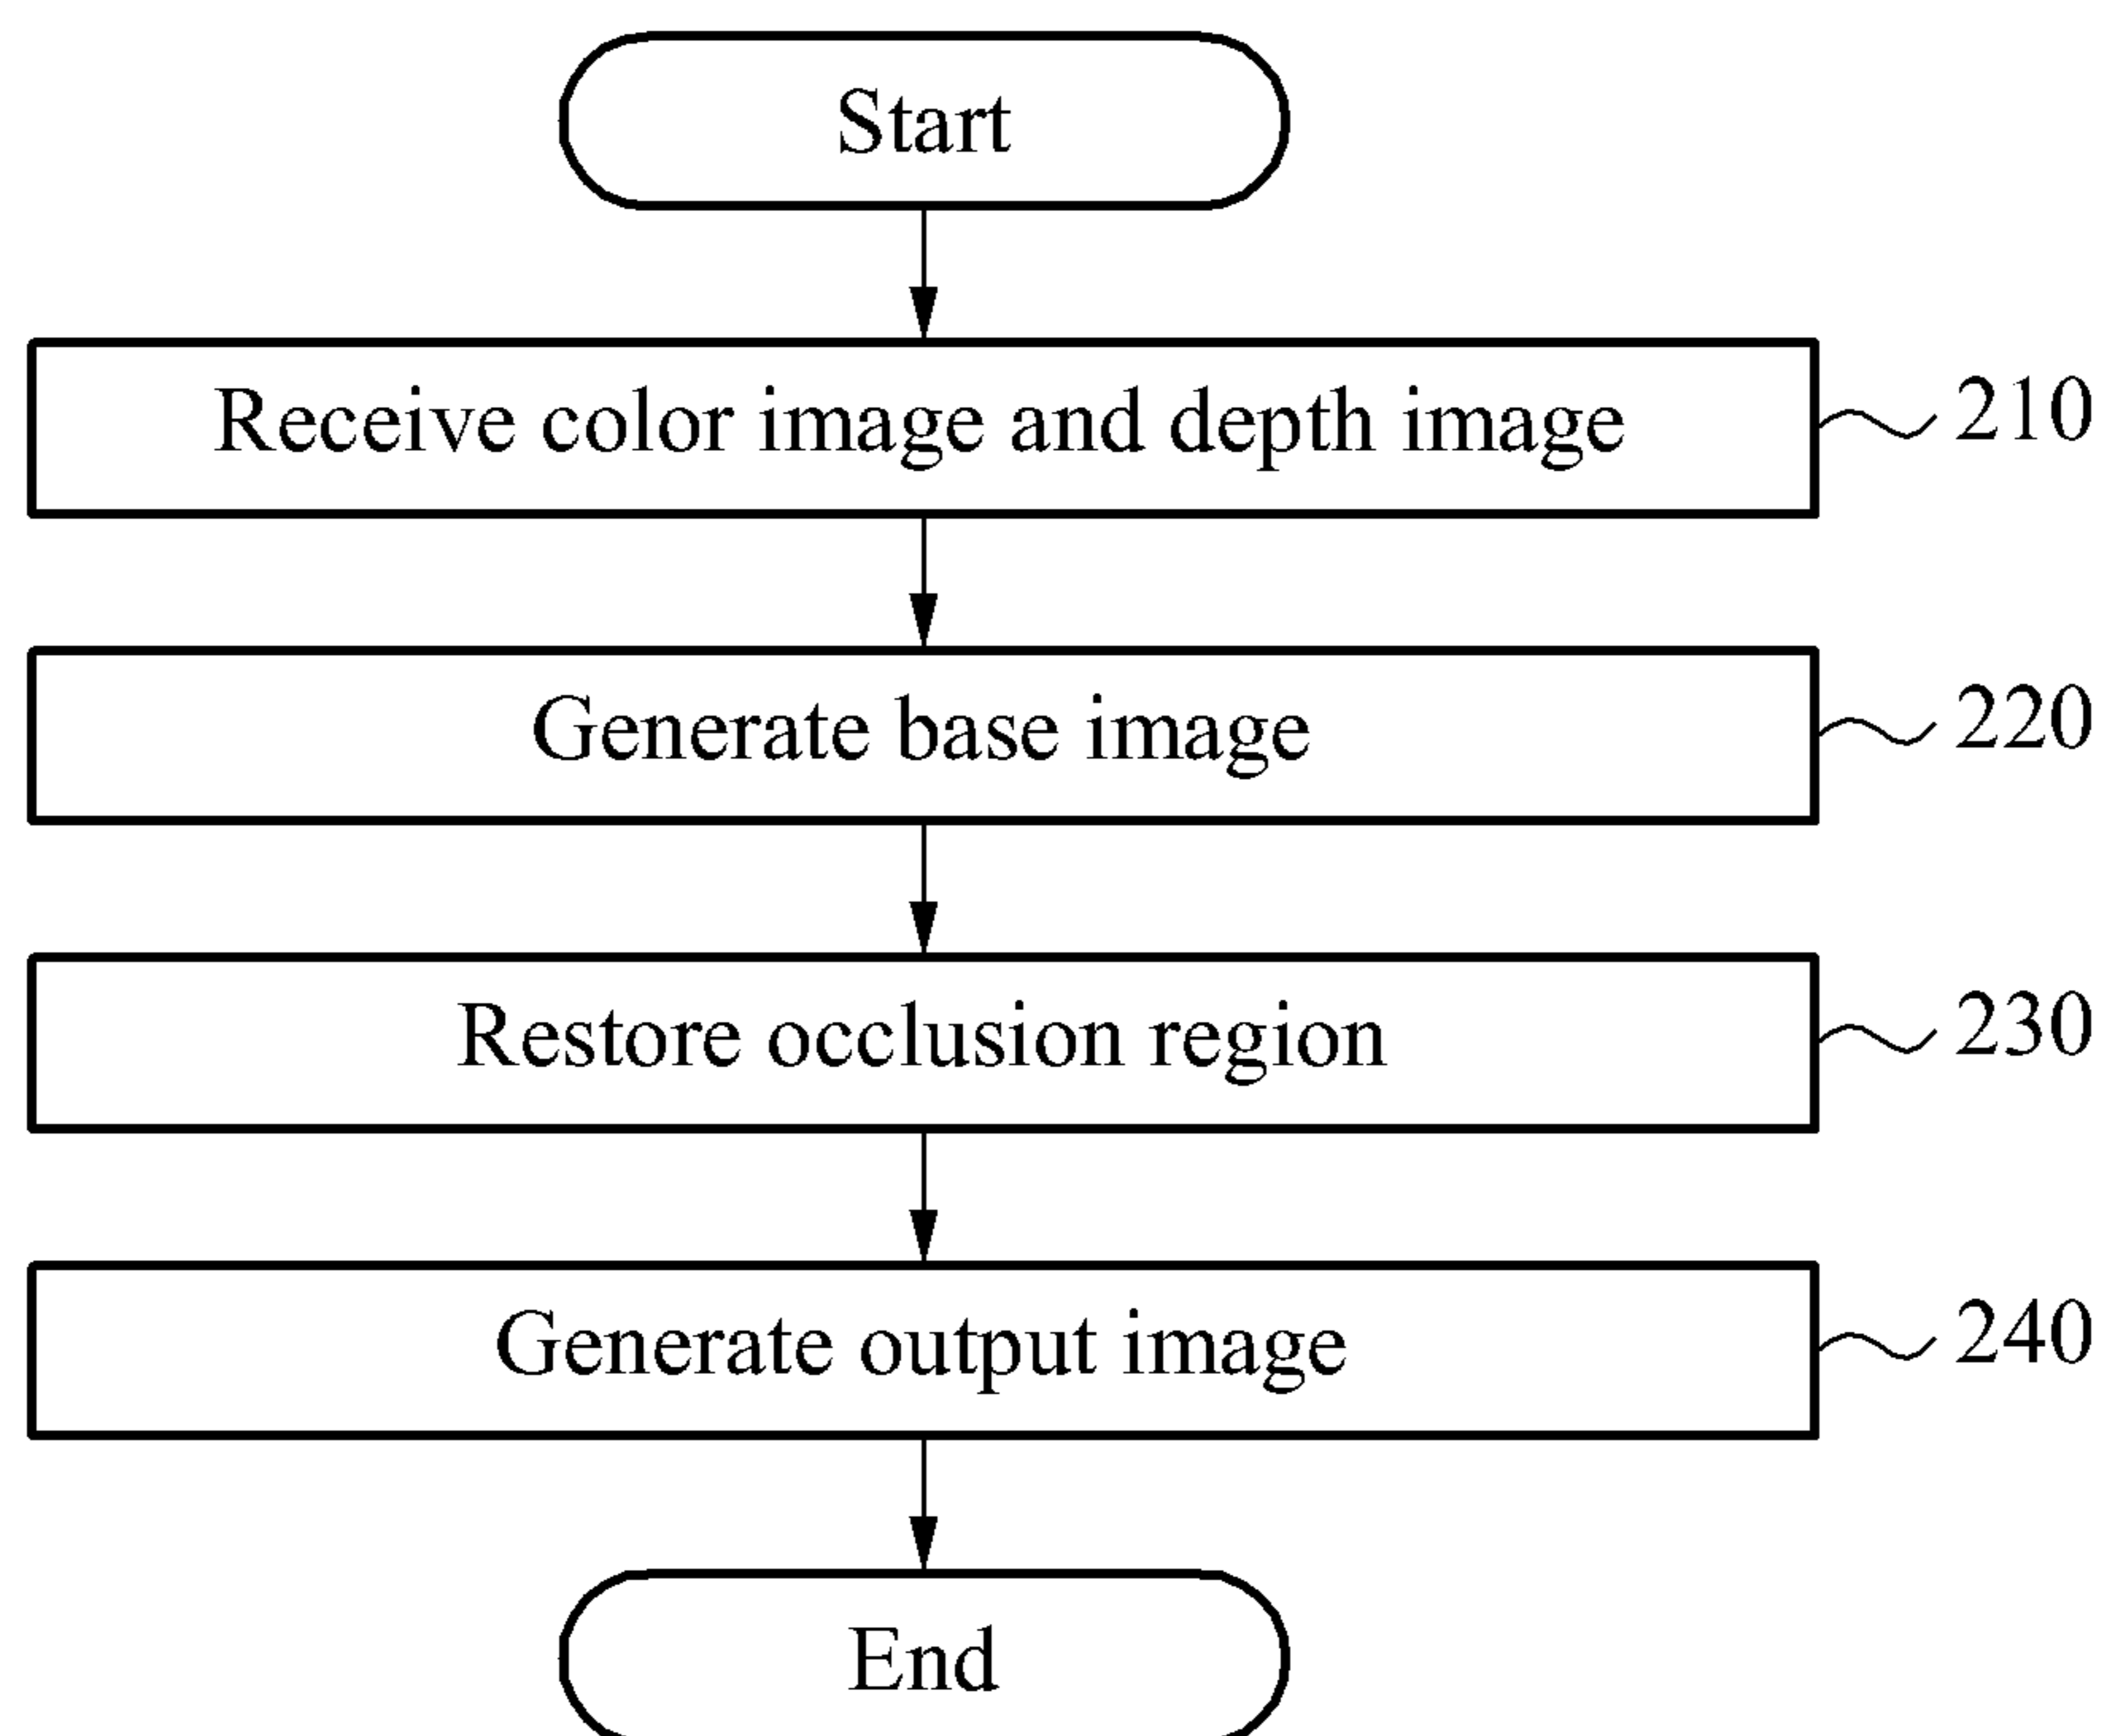 Start
Receive color image and depth image 210
Generate base image 220
Restore occlusion region 230
Generate output image 240
End